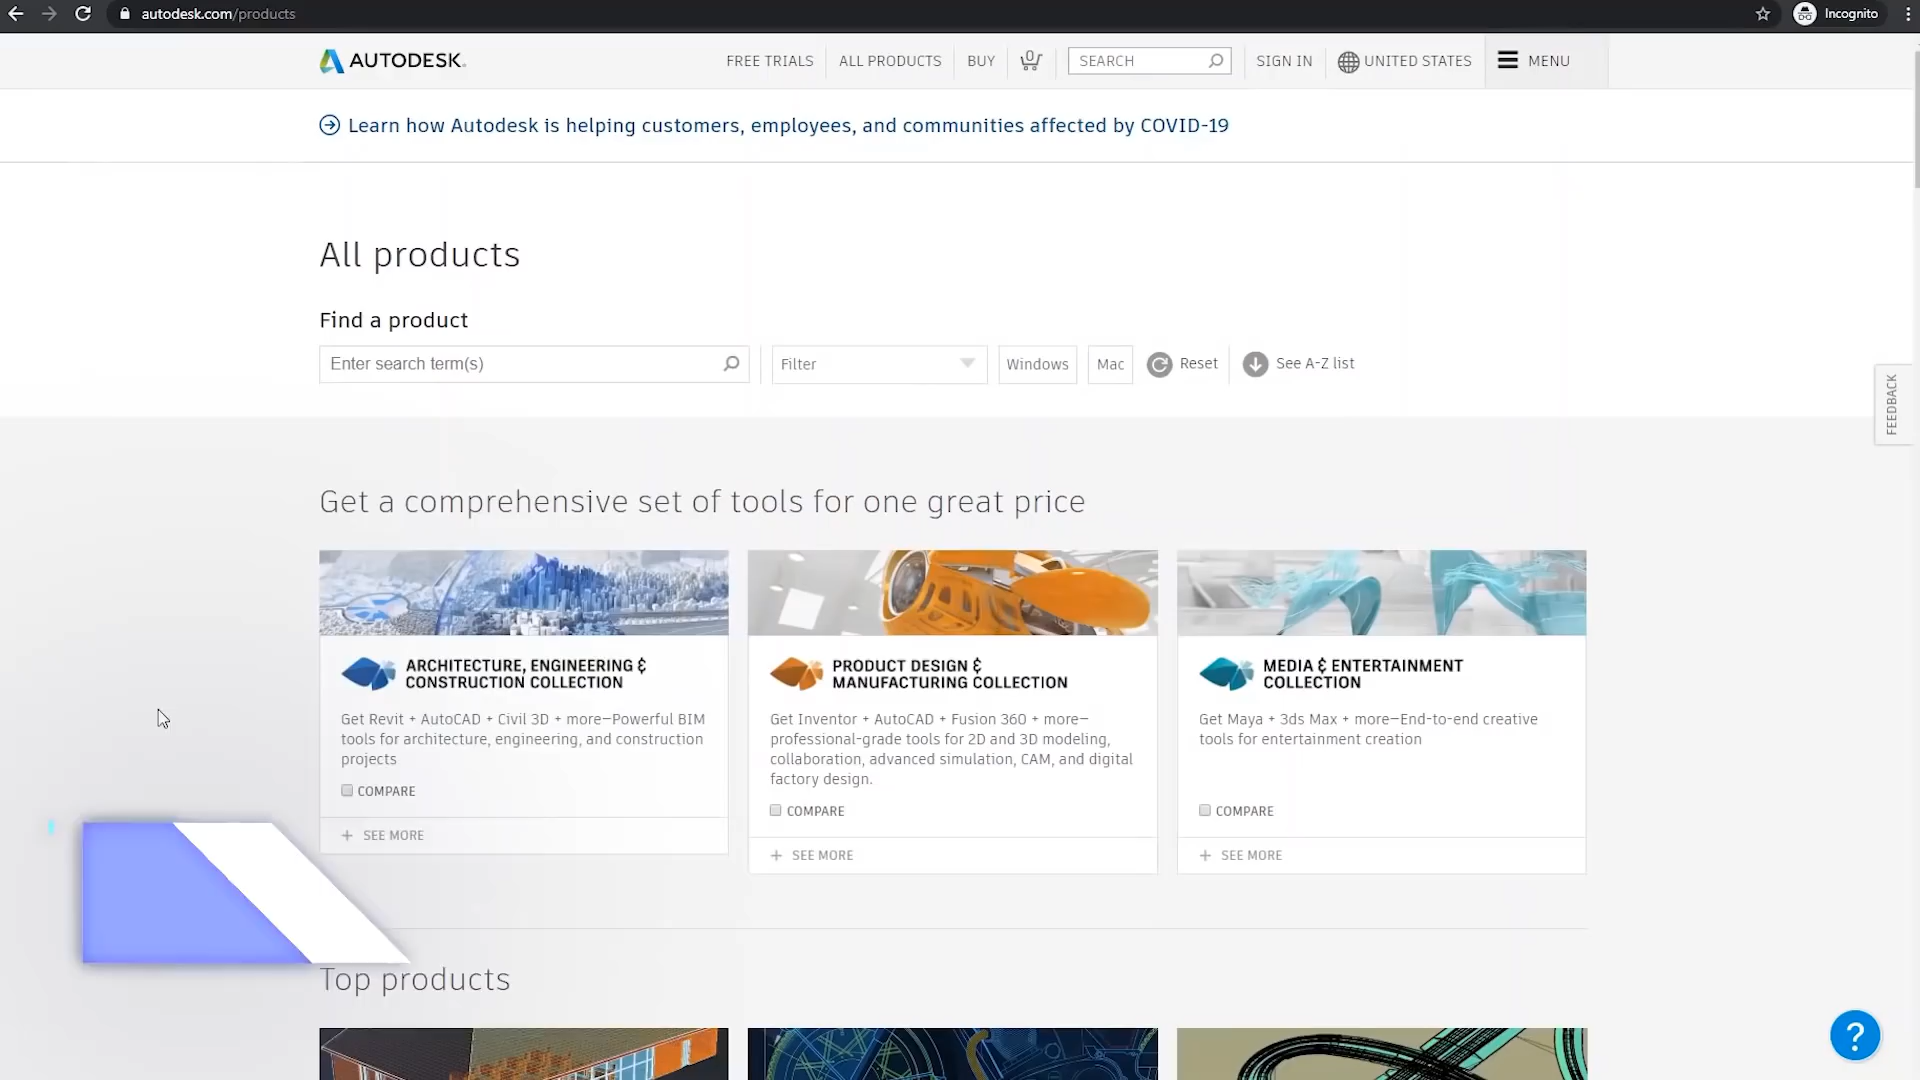 autodesk.com/products
Incognito
AUTODESK
FREE TRIALS
ALL PRODUCTS
BUY
0
SEARCH
SIGN IN
UNITED STATES
MENU
Learn how Autodesk is helping customers, employees, and communities affected by COVID-19
All products
Find a product
Enter search term(s)
Filter
Windows
Mac
Reset
See A-Z list
FEEDBACK
Get a comprehensive set of tools for one great price
ARCHITECTURE, ENGINEERING &
CONSTRUCTION COLLECTION
Get Revit + AutoCAD + Civil 3D + more—Powerful BIM
tools for architecture, engineering, and construction
projects
COMPARE
+ SEE MORE
PRODUCT DESIGN &
MANUFACTURING COLLECTION
Get Inventor + AutoCAD + Fusion 360 + more—
professional-grade tools for 2D and 3D modeling,
collaboration, advanced simulation, CAM, and digital
factory design.
COMPARE
+ SEE MORE
MEDIA & ENTERTAINMENT
COLLECTION
Get Maya + 3ds Max + more—End-to-end creative
tools for entertainment creation
COMPARE
+ SEE MORE
Top products
?